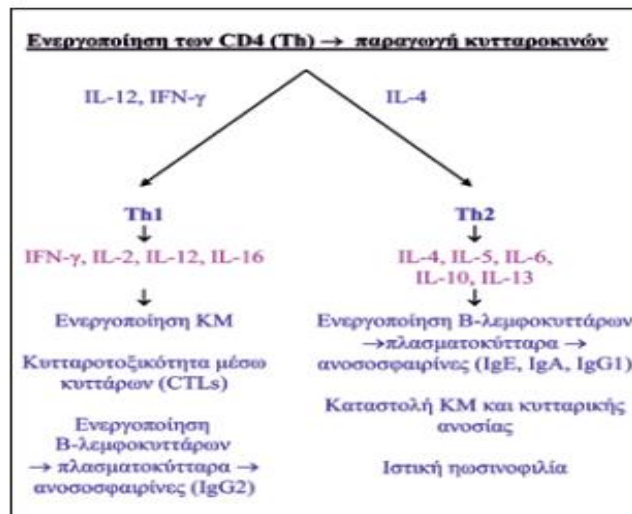 Ενεργοποίηση των CD4 (Th) → παραγωγή κυτταροκινών
IL-12, IFN-γ
IL-4
Th1
↓
IFN-γ, IL-2, IL-12, IL-16
↓
Ενεργοποίηση ΚΜ
Κυτταροτοξικότητα μέσω
κυττάρων (CTLs)
Ενεργοποίηση
Β-λεμφοκυττάρων
→ πλασματοκύτταρα →
ανοσοσφαιρίνες (IgG2)
Th2
↓
IL-4, IL-5, IL-6,
IL-10, IL-13
↓
Ενεργοποίηση Β-λεμφοκυττάρων
→πλασματοκύτταρα →
ανοσοσφαιρίνες (IgE, IgA, IgG1)
Καταστολή ΚΜ και κυτταρικής
ανοσίας
Ιστική ηωσινοφιλία